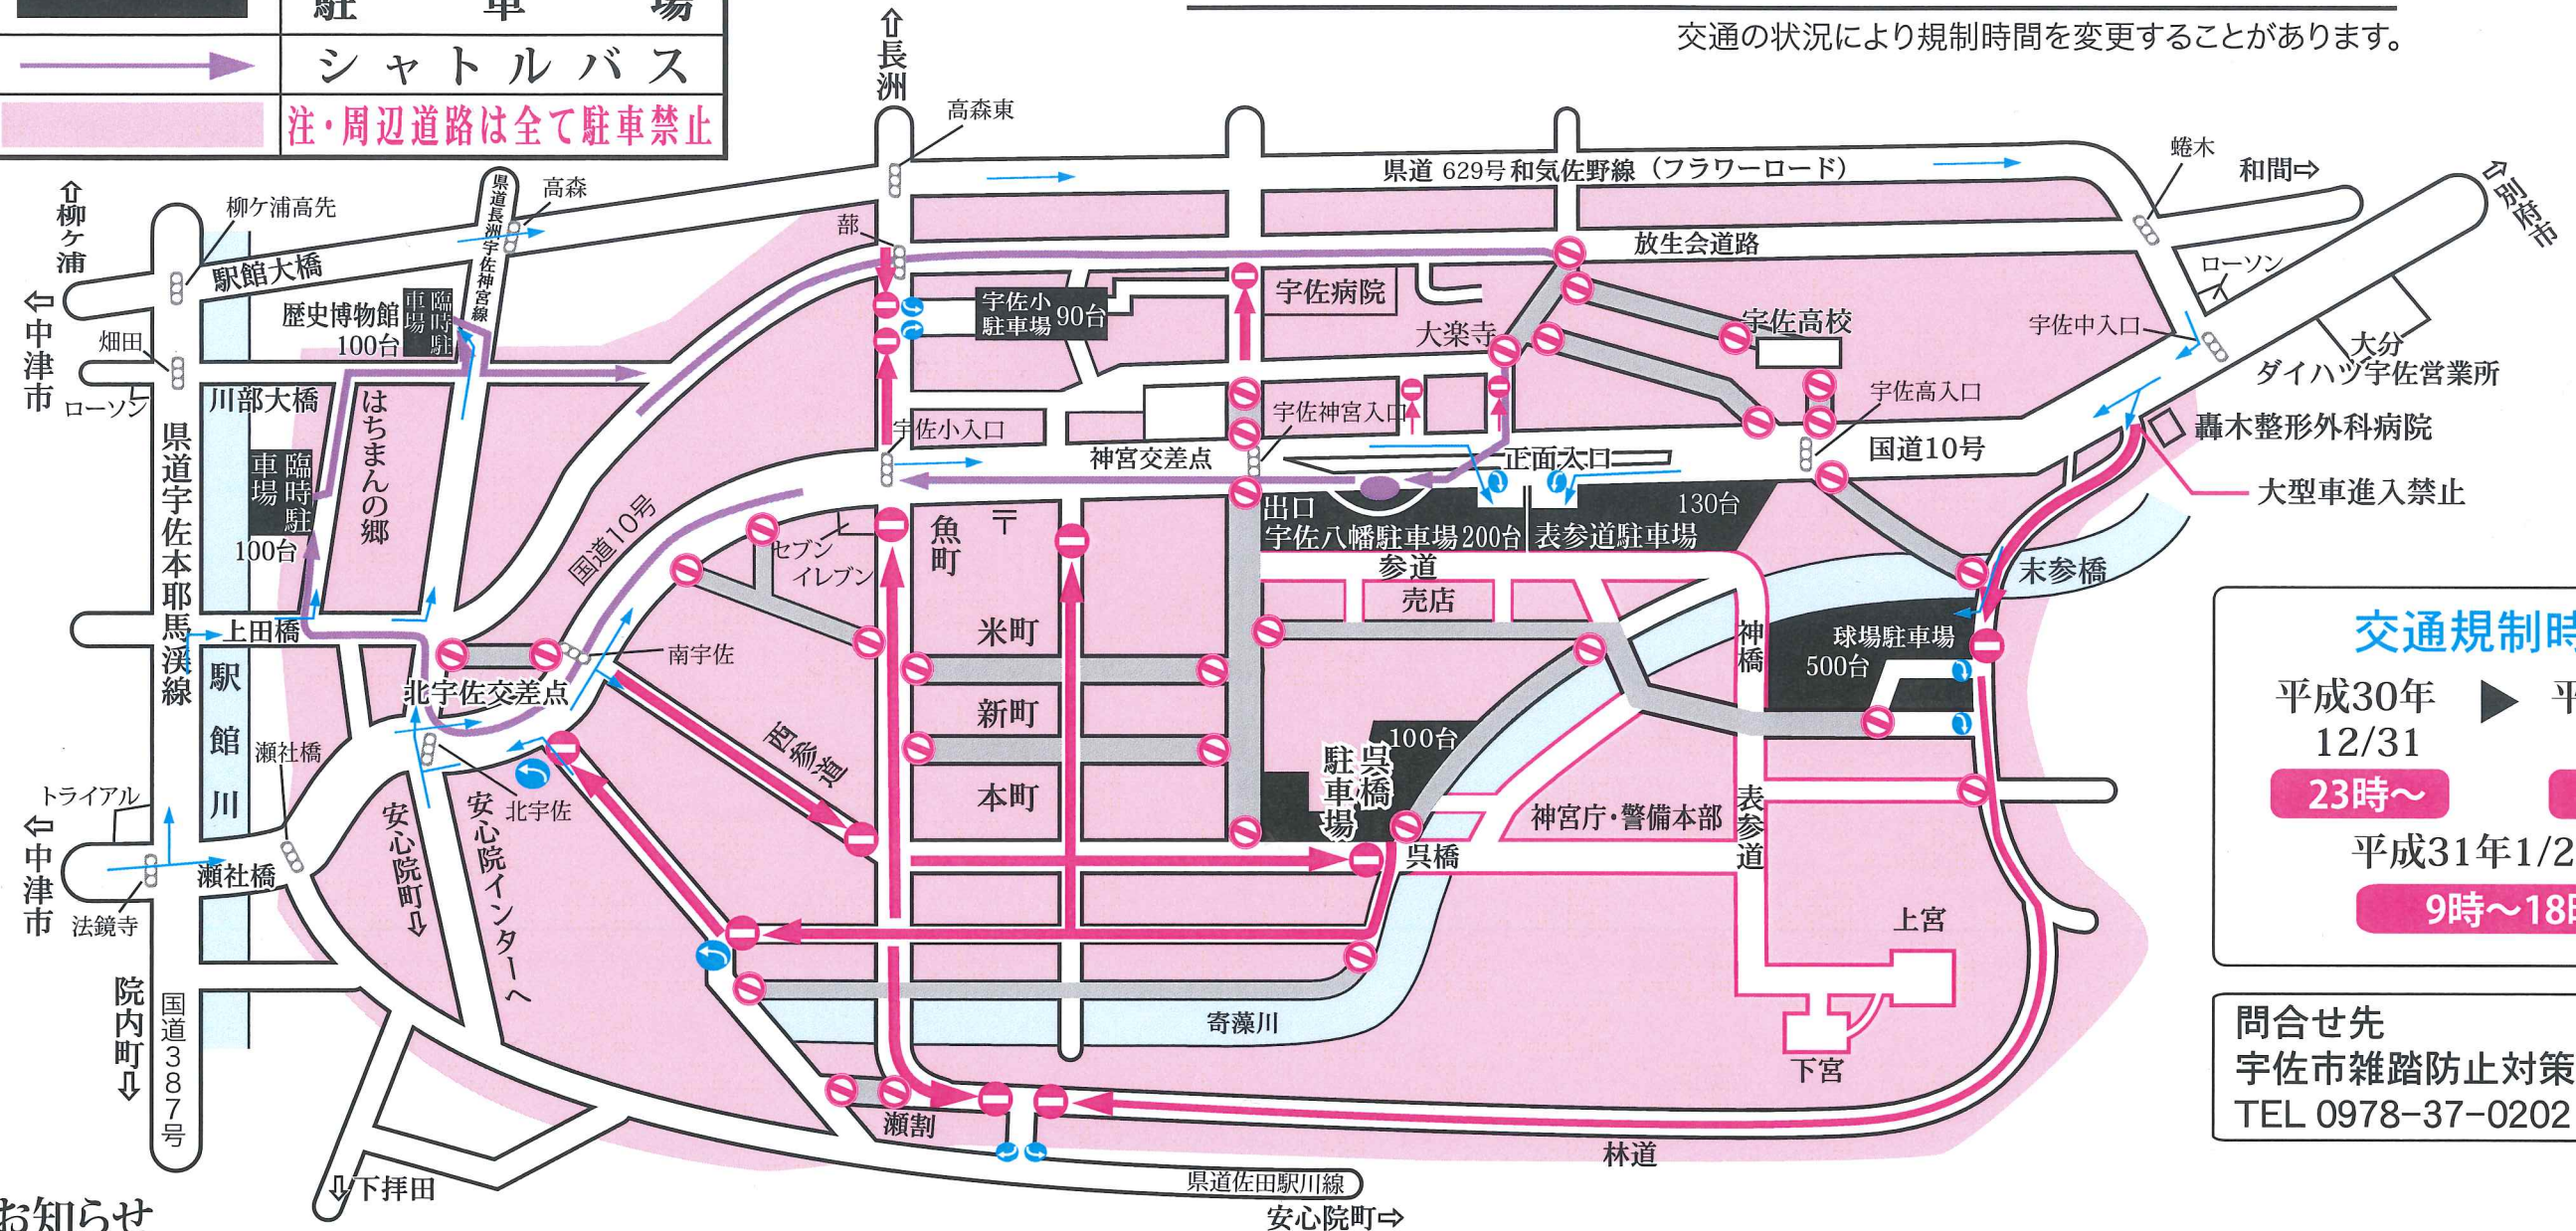 駐車場
シャトルバス
注・周辺道路は全て駐車禁止
交通の状況により規制時間を変更することがあります。
⇧長洲
高森東
県道 629号 和気佐野線（フラワーロード）
蜷木
和間⇨
⇧別府市
⇧柳ケ浦
柳ケ浦高先
県道長洲宇佐神宮線
高森
蔀
放生会道路
駅館大橋
ローソン
⇦中津市
歴史博物館
100台
臨時駐車場
宇佐小
駐車場
90台
宇佐病院
大楽寺
宇佐高校
宇佐中入口
大分
ダイハツ宇佐営業所
畑田
ローソン
川部大橋
はちまんの郷
宇佐小入口
神宮交差点
宇佐神宮入口
正面入口
宇佐高入口
国道10号
轟木整形外科病院
大型車進入禁止
県道宇佐本耶馬渓線
臨時駐車場
100台
国道10号
セブン
イレブン
魚町
〒
出口
宇佐八幡駐車場200台
表参道駐車場
130台
参道
売店
末参橋
上田橋
南宇佐
米町
神橋
球場駐車場
500台
北宇佐交差点
駅館川
新町
西参道
呉橋駐車場
100台
本町
神宮庁・警備本部
表参道
瀬社橋
トライアル
北宇佐
安心院町⇩
安心院インターへ
⇦中津市
瀬社橋
法鏡寺
呉橋
上宮
下宮
院内町⇩
国道387号
寄藻川
瀬割
林道
⇩下拝田
県道佐田駅川線
安心院町⇨
交通規制時
平成30年
12/31
▶
平
23時～
平成31年1/2
9時～18時
問合せ先
宇佐市雑踏防止対策
TEL 0978-37-0202
お知らせ